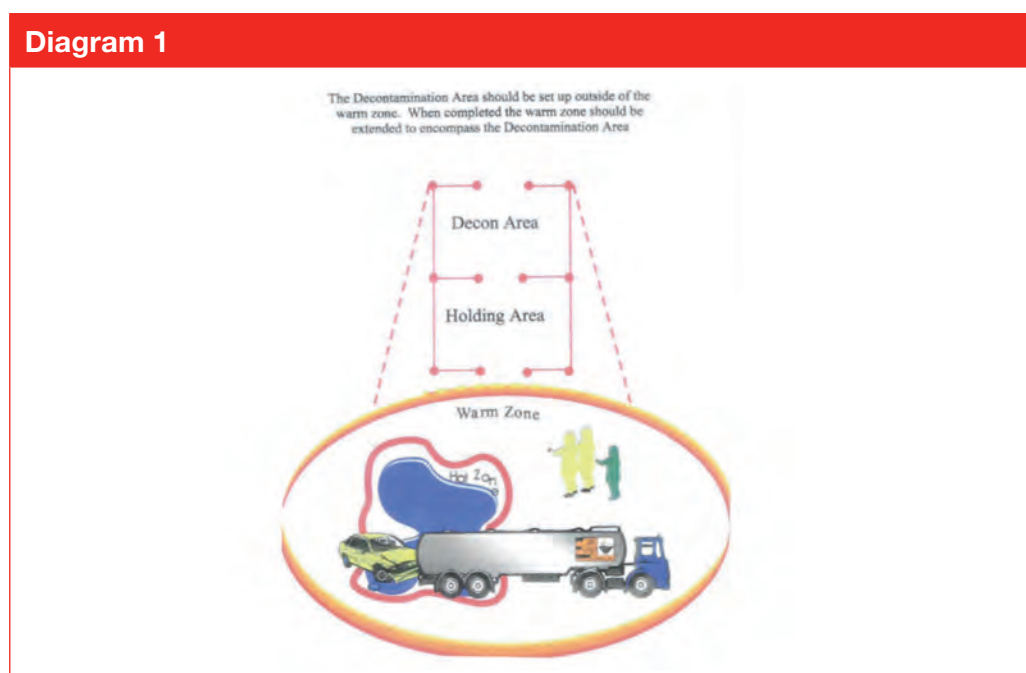 Diagram 1
The Decontamination Area should be set up outside of the
warm zone. When completed the warm zone should be
extended to encompass the Decontamination Area
Decon Area
Holding Area
Warm Zone
Hot Zone